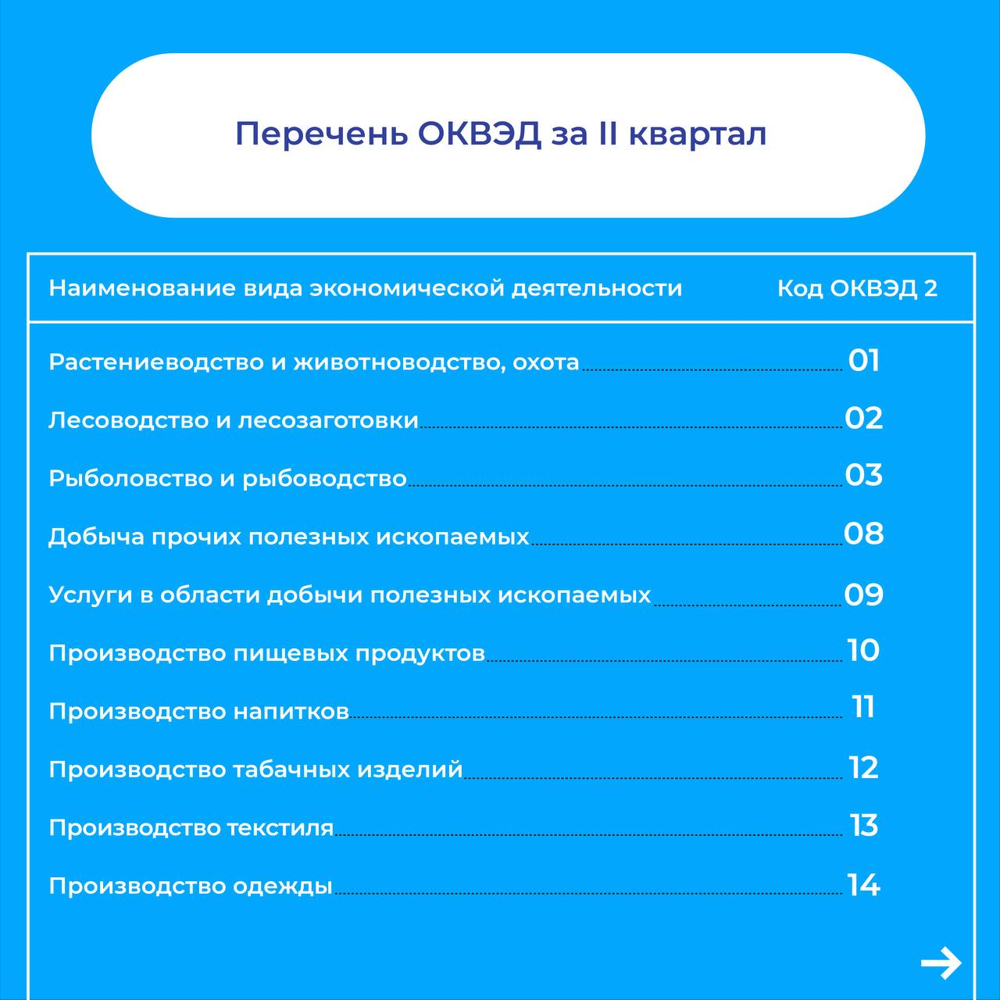 Перечень ОКВЭД за II квартал
Наименование вида экономической деятельности Код ОКВЭД 2
Растениеводство и животноводство, охота 01
Лесоводство и лесозаготовки 02
Рыболовство и рыбоводство 03
Добыча прочих полезных ископаемых 08
Услуги в области добычи полезных ископаемых 09
Производство пищевых продуктов 10
Производство напитков 11
Производство табачных изделий 12
Производство текстиля 13
Производство одежды 14